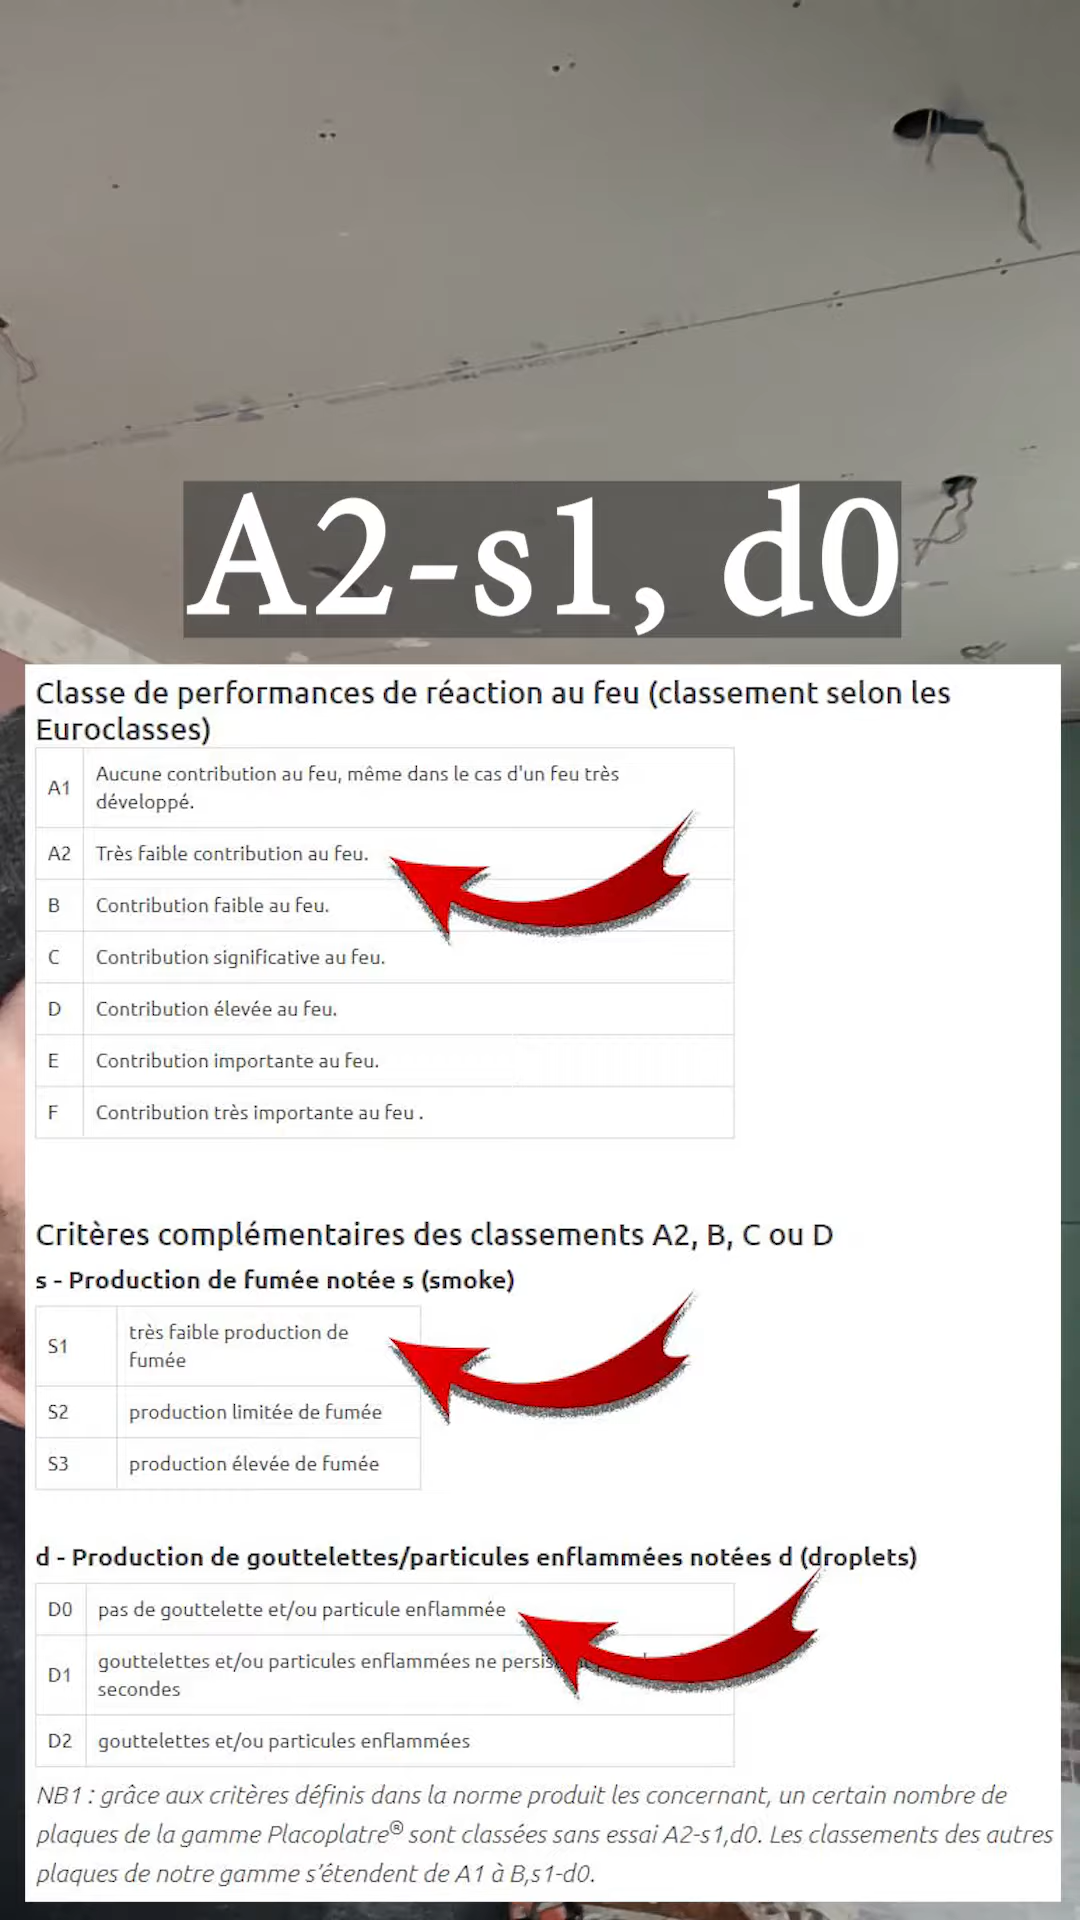 A2-s1, d0
Classe de performances de réaction au feu (classement selon les
Euroclasses)
A1 Aucune contribution au feu, même dans le cas d'un feu très
développé.
A2 Très faible contribution au feu.
B Contribution faible au feu.
C Contribution significative au feu.
D Contribution élevée au feu.
E Contribution importante au feu.
F Contribution très importante au feu .
Critères complémentaires des classements A2, B, C ou D
s - Production de fumée notée s (smoke)
S1 très faible production de
fumée
S2 production limitée de fumée
S3 production élevée de fumée
d - Production de gouttelettes/particules enflammées notées d (droplets)
D0 pas de gouttelette et/ou particule enflammée
D1 gouttelettes et/ou particules enflammées ne
secondes
D2 gouttelettes et/ou particules enflammées
NB1 : grâce aux critères définis dans la norme produit les concernant, un certain nombre de
plaques de la gamme Placoplatre® sont classées sans essai A2-s1,d0. Les classements des autres
plaques de notre gamme s'étendent de A1 à B,s1-d0.